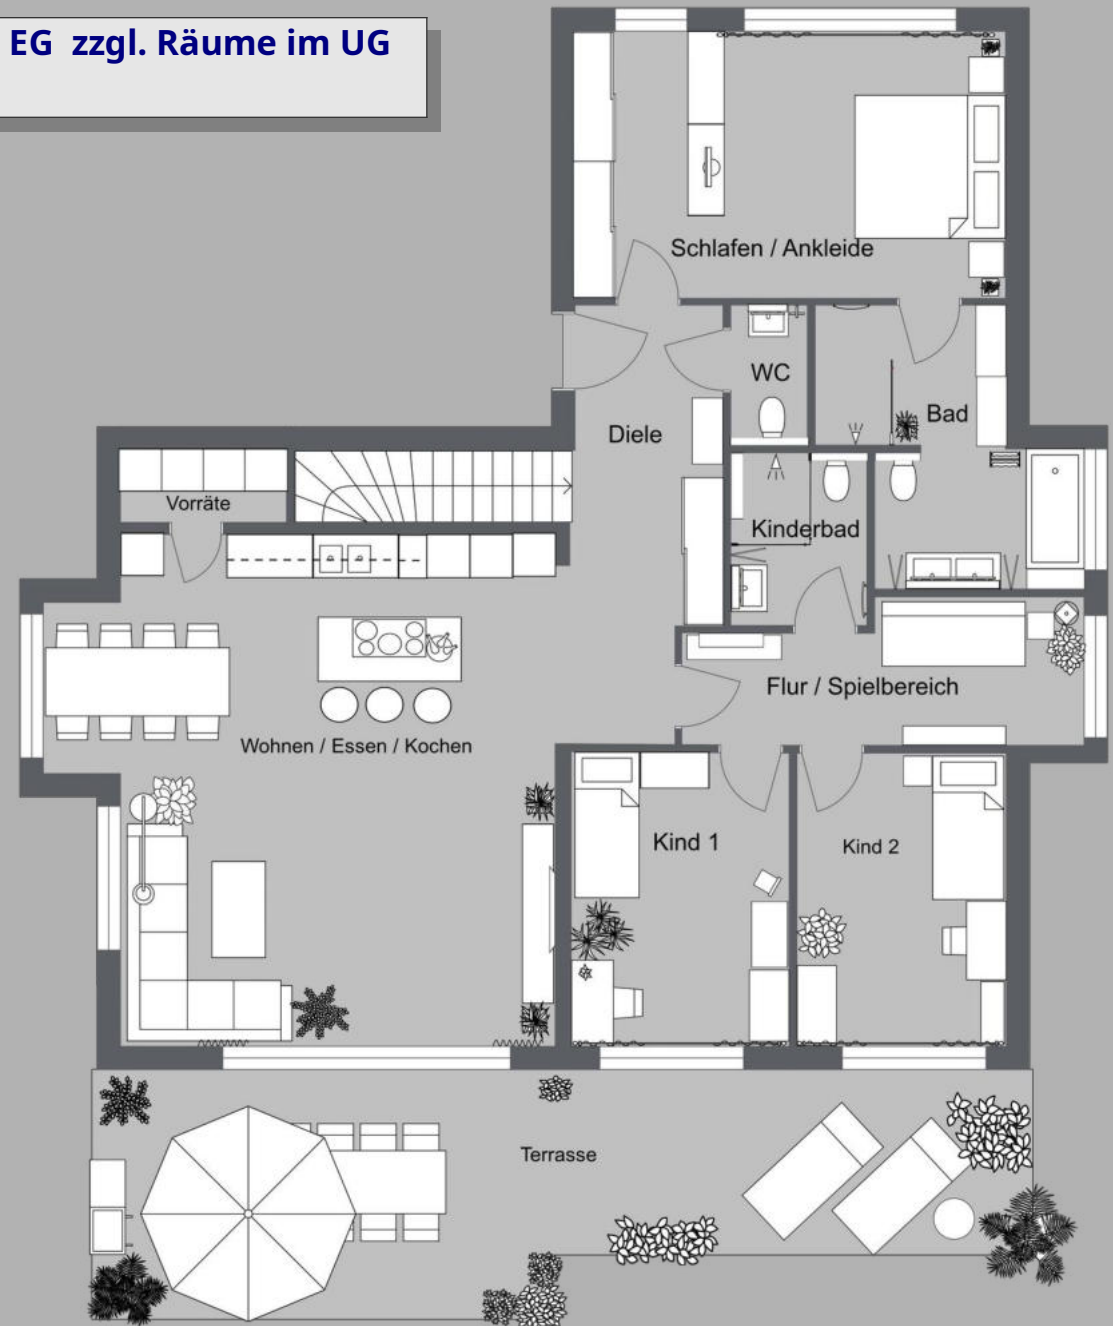 EG zzgl. Räume im UG
Schlafen / Ankleide
WC
Bad
Diele
Vorräte
Kinderbad
Flur / Spielbereich
Wohnen / Essen / Kochen
Kind 1
Kind 2
Terrasse